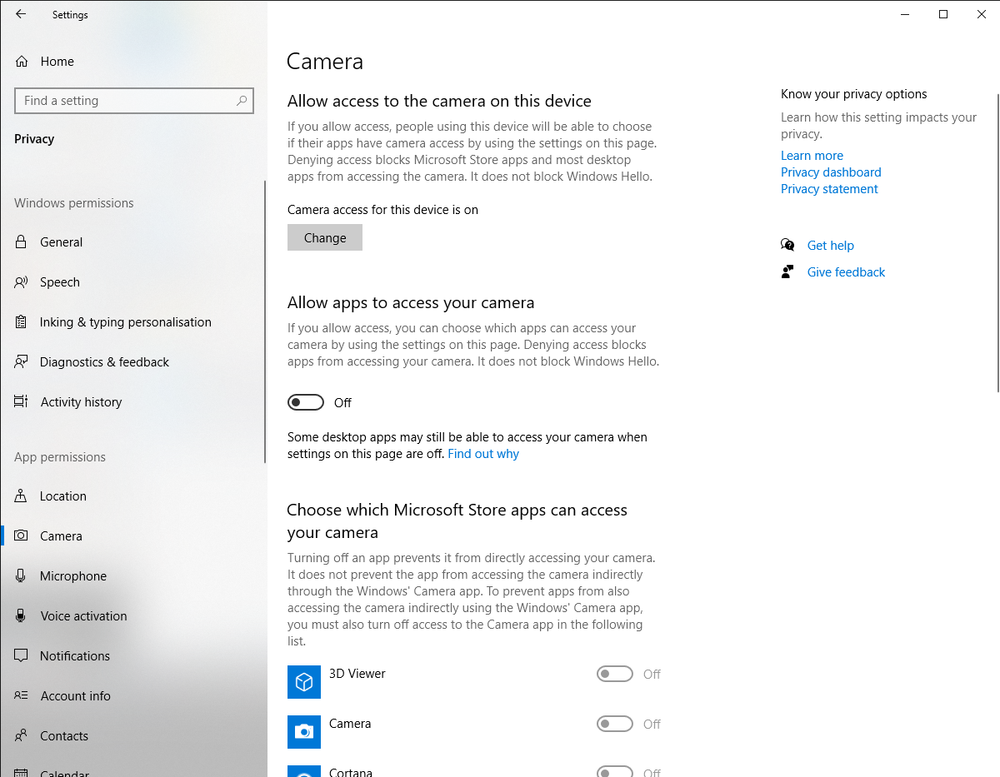 Settings
Home
Find a setting
Privacy
Windows permissions
General
Speech
Inking & typing personalisation
Diagnostics & feedback
Activity history
App permissions
Location
Camera
Microphone
Voice activation
Notifications
Account info
Contacts
Calendar
Camera
Allow access to the camera on this device
If you allow access, people using this device will be able to choose
if their apps have camera access by using the settings on this page.
Denying access blocks Microsoft Store apps and most desktop
apps from accessing the camera. It does not block Windows Hello.
Camera access for this device is on
Change
Allow apps to access your camera
If you allow access, you can choose which apps can access your
camera by using the settings on this page. Denying access blocks
apps from accessing your camera. It does not block Windows Hello.
Off
Some desktop apps may still be able to access your camera when
settings on this page are off. Find out why
Choose which Microsoft Store apps can access
your camera
Turning off an app prevents it from directly accessing your camera.
It does not prevent the app from accessing the camera indirectly
through the Windows' Camera app. To prevent apps from also
accessing the camera indirectly using the Windows' Camera app,
you must also turn off access to the Camera app in the following
list.
3D Viewer Off
Camera Off
Cortana Off
Know your privacy options
Learn how this setting impacts your
privacy.
Learn more
Privacy dashboard
Privacy statement
Get help
Give feedback